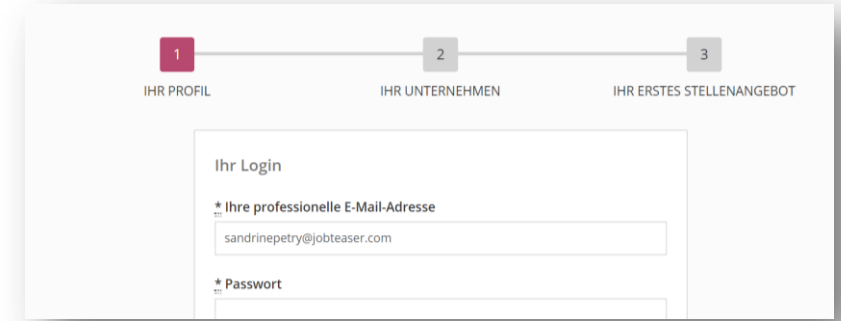 1
2
3
IHR PROFIL
IHR UNTERNEHMEN
IHR ERSTES STELLENANGEBOT
Ihr Login
* Ihre professionelle E-Mail-Adresse
sandrinepetry@jobteaser.com
* Passwort